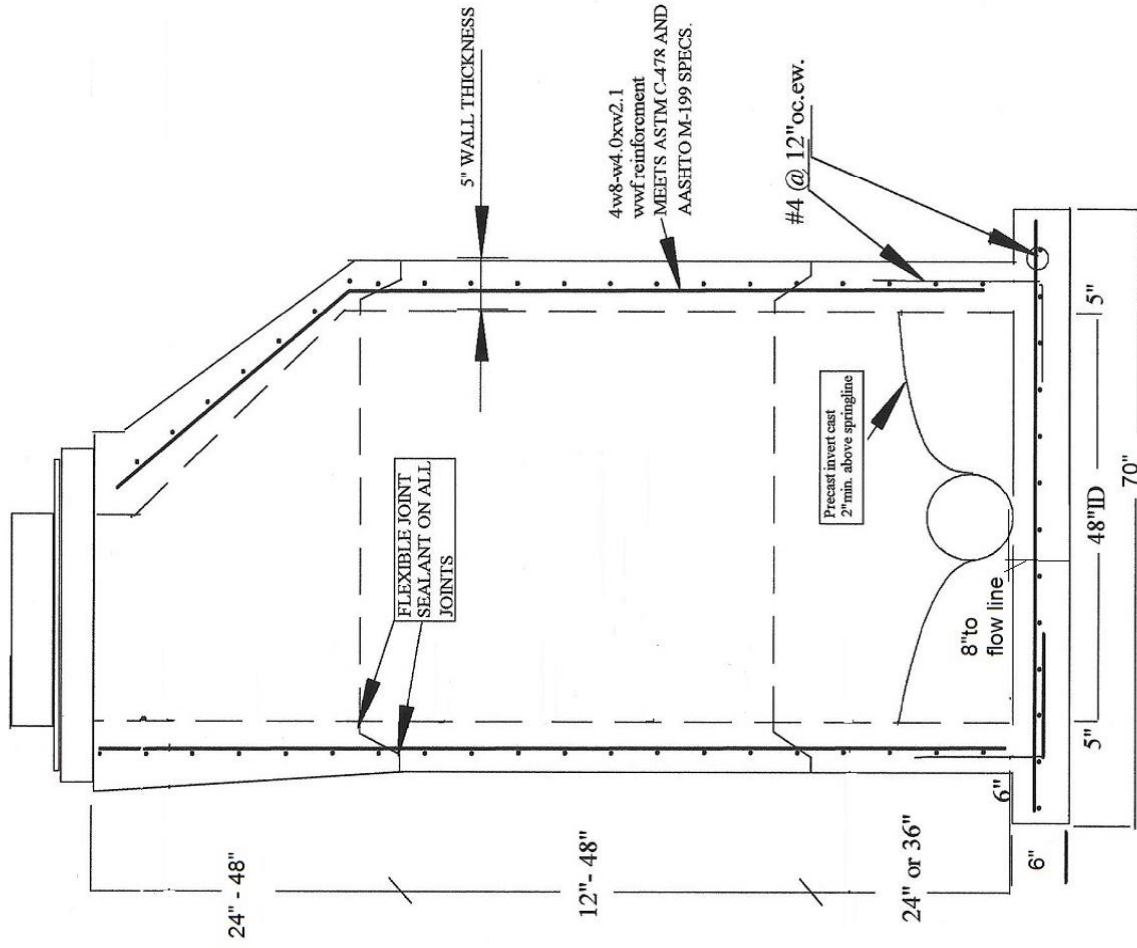 5" WALL THICKNESS
4w8-w4.0xw2.1
wwf reinforcment
MEETS ASTM C-478 AND
AASHTO M-199 SPECS.
#4 @ 12"oc.ew.
FLEXIBLE JOINT
SEALANT ON ALL
JOINTS
Precast invert cast
2"min. above springline
8"to
flow line
24" - 48"
12"- 48"
24" or 36"
6"
6"
5"
48"ID
5"
70"